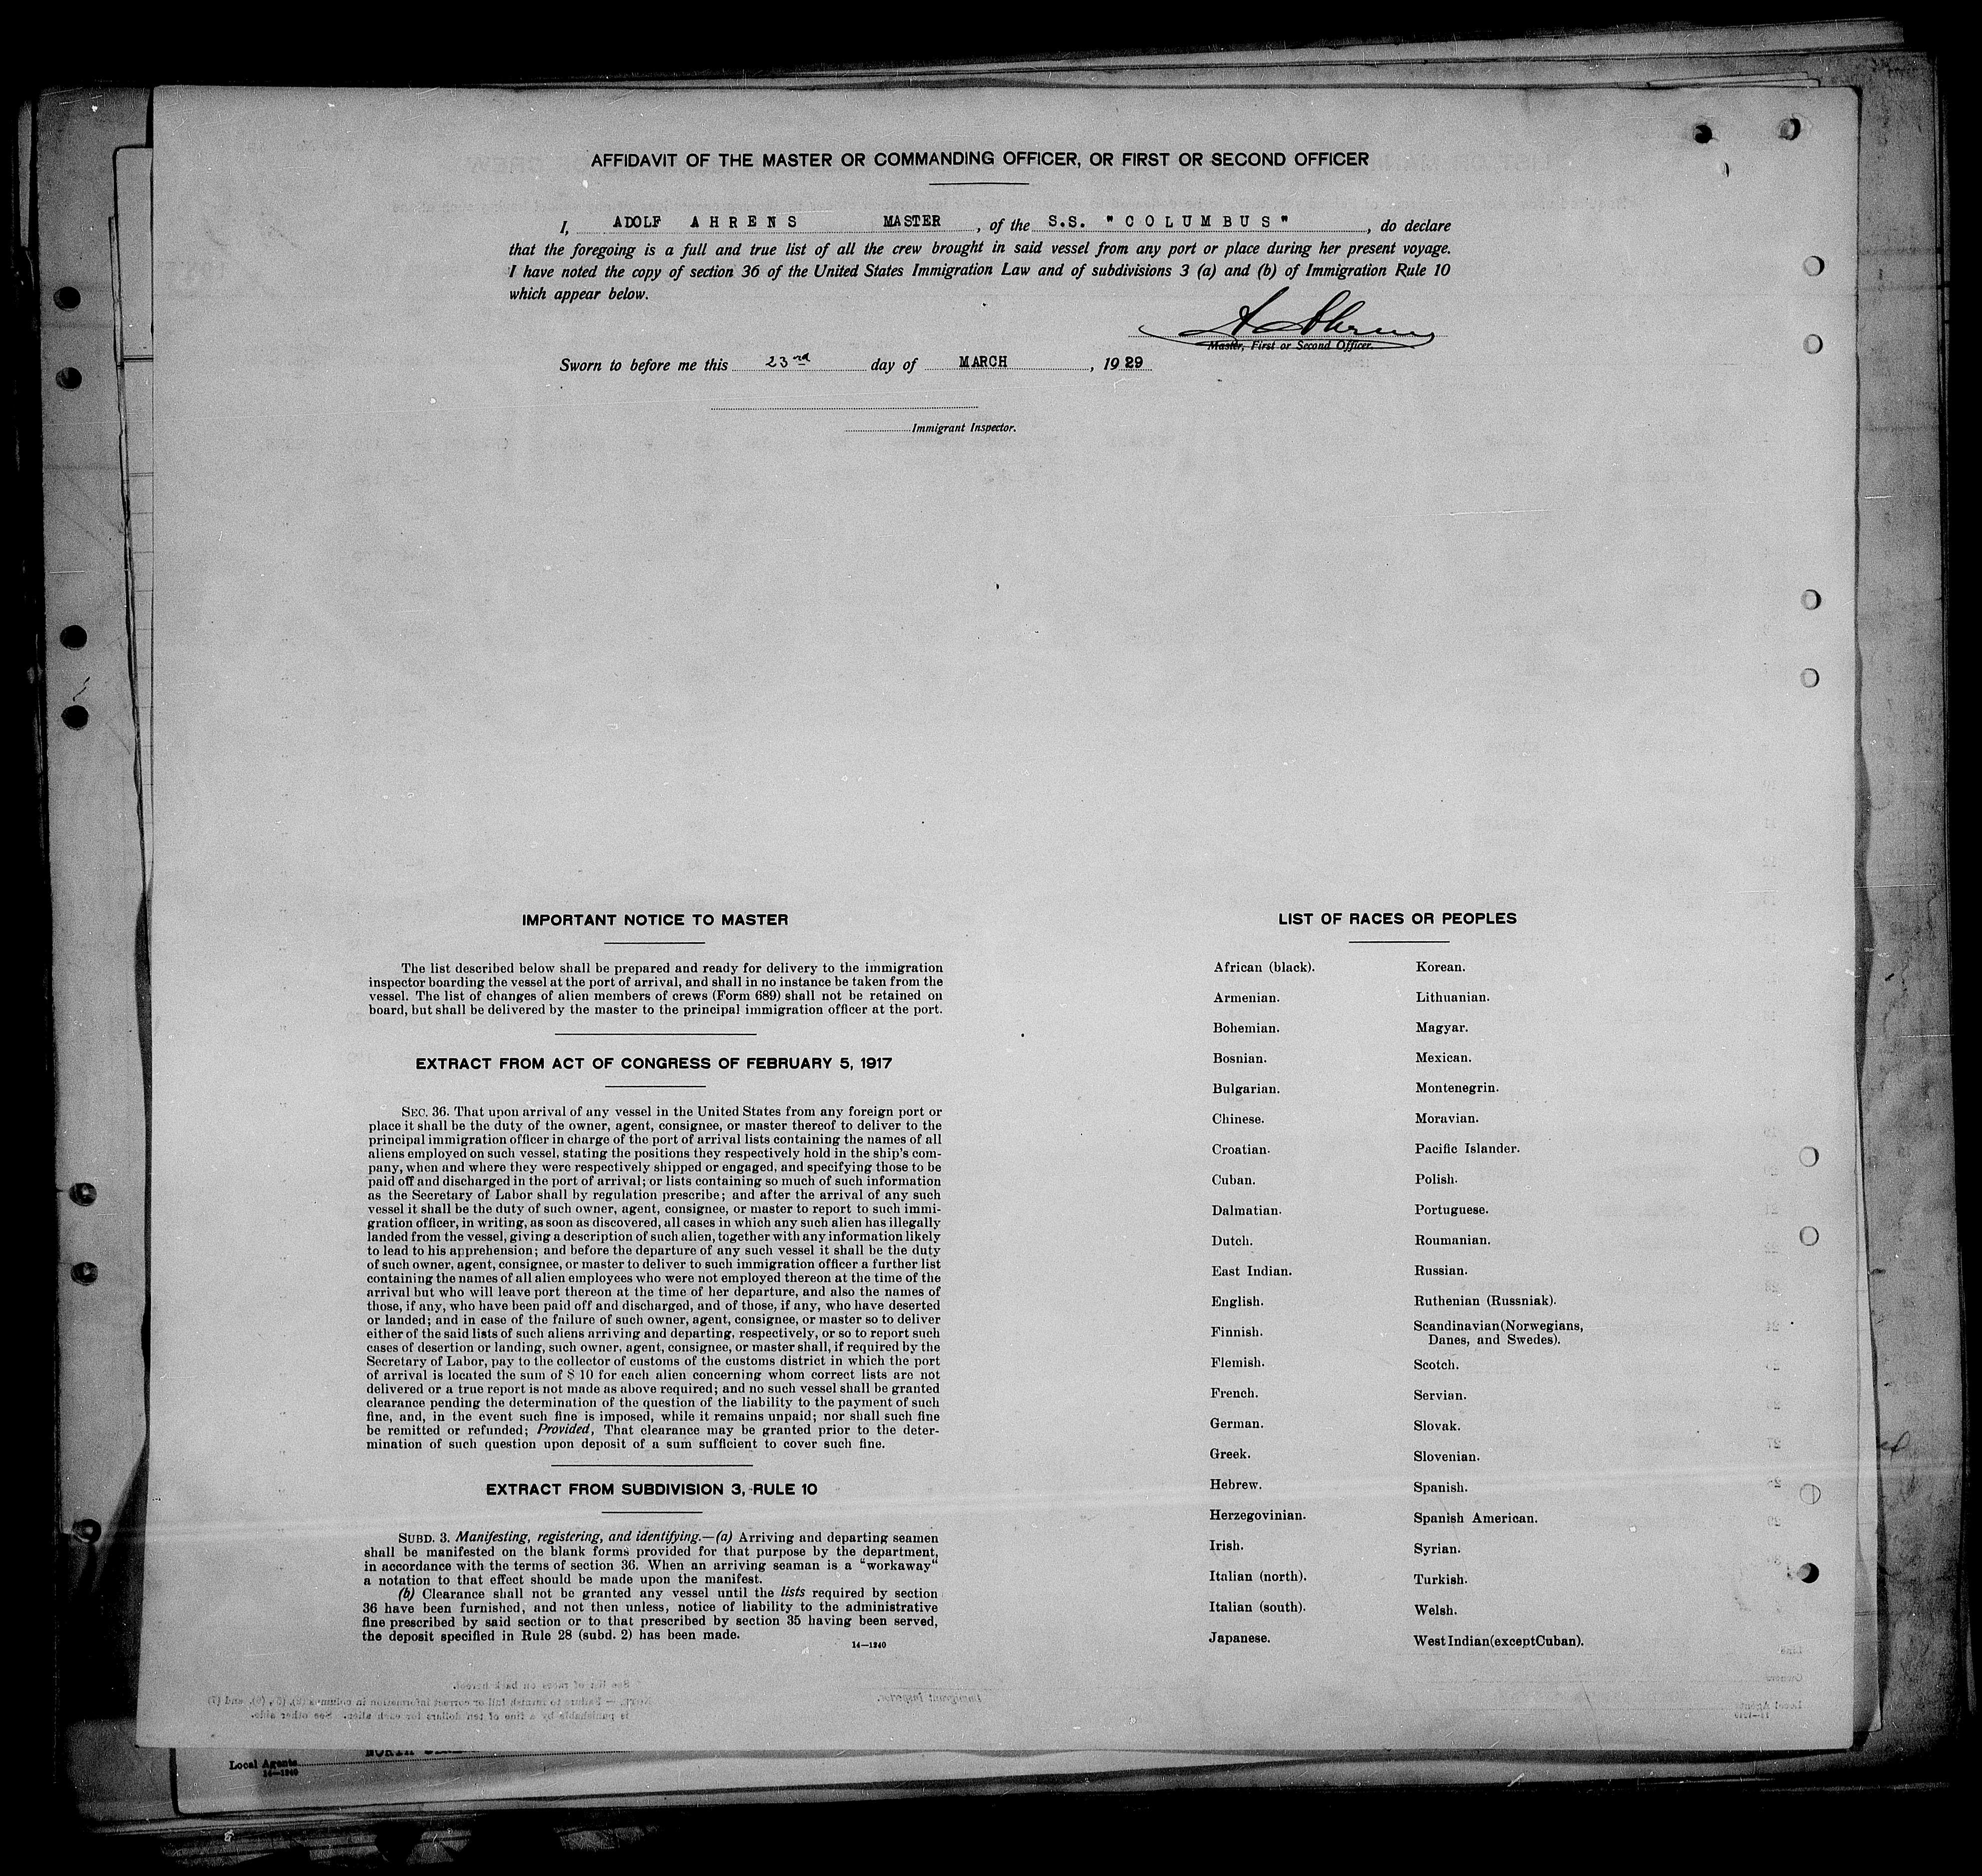 AFFIDAVIT OF THE MASTER OR COMMANDING OFFICER, OR FIRST OR SECOND OFFICER
I, ADOLF AHRENS MASTER, of the S.S. "COLUMBUS", do declare
that the foregoing is a full and true list of all the crew brought in said vessel from any port or place during her present voyage.
I have noted the copy of section 36 of the United States Immigration Law and of subdivisions 3 (a) and (b) of Immigration Rule 10
which appear below.
A Ahrens
Master, First or Second Officer.
Sworn to before me this 23rd day of MARCH, 1929
Immigrant Inspector.
IMPORTANT NOTICE TO MASTER
The list described below shall be prepared and ready for delivery to the immigration
inspector boarding the vessel at the port of arrival, and shall in no instance be taken from the
vessel. The list of changes of alien members of crews (Form 689) shall not be retained on
board, but shall be delivered by the master to the principal immigration officer at the port.
EXTRACT FROM ACT OF CONGRESS OF FEBRUARY 5, 1917
SEC. 36. That upon arrival of any vessel in the United States from any foreign port or
place it shall be the duty of the owner, agent, consignee, or master thereof to deliver to the
principal immigration officer in charge of the port of arrival lists containing the names of all
aliens employed on such vessel, stating the positions they respectively hold in the ship's com-
pany, when and where they were respectively shipped or engaged, and specifying those to be
paid off and discharged in the port of arrival; or lists containing so much of such information
as the Secretary of Labor shall by regulation prescribe; and after the arrival of any such
vessel it shall be the duty of such owner, agent, consignee, or master to report to such immi-
gration officer, in writing, as soon as discovered, all cases in which any such alien has illegally
landed from the vessel, giving a description of such alien, together with any information likely
to lead to his apprehension; and before the departure of any such vessel it shall be the duty
of such owner, agent, consignee, or master to deliver to such immigration officer a further list
containing the names of all alien employees who were not employed thereon at the time of the
arrival but who will leave port thereon at the time of her departure, and also the names of
those, if any, who have been paid off and discharged, and of those, if any, who have deserted
or landed; and in case of the failure of such owner, agent, consignee, or master so to deliver
either of the said lists of such aliens arriving and departing, respectively, or so to report such
cases of desertion or landing, such owner, agent, consignee, or master shall, if required by the
Secretary of Labor, pay to the collector of customs of the customs district in which the port
of arrival is located the sum of $ 10 for each alien concerning whom correct lists are not
delivered or a true report is not made as above required; and no such vessel shall be granted
clearance pending the determination of the question of the liability to the payment of such
fine, and, in the event such fine is imposed, while it remains unpaid; nor shall such fine
be remitted or refunded; Provided, That clearance may be granted prior to the deter-
mination of such question upon deposit of a sum sufficient to cover such fine.
EXTRACT FROM SUBDIVISION 3, RULE 10
SUBD. 3. Manifesting, registering, and identifying.—(a) Arriving and departing seamen
shall be manifested on the blank forms provided for that purpose by the department,
in accordance with the terms of section 36. When an arriving seaman is a "workaway"
a notation to that effect should be made upon the manifest.
(b) Clearance shall not be granted any vessel until the lists required by section
36 have been furnished, and not then unless, notice of liability to the administrative
fine prescribed by said section or to that prescribed by section 35 having been served,
the deposit specified in Rule 28 (subd. 2) has been made.
14—1240
LIST OF RACES OR PEOPLES
African (black).
Armenian.
Bohemian.
Bosnian.
Bulgarian.
Chinese.
Croatian.
Cuban.
Dalmatian.
Dutch.
East Indian.
English.
Finnish.
Flemish.
French.
German.
Greek.
Hebrew.
Herzegovinian.
Irish.
Italian (north).
Italian (south).
Japanese.
Korean.
Lithuanian.
Magyar.
Mexican.
Montenegrin.
Moravian.
Pacific Islander.
Polish.
Portuguese.
Roumanian.
Russian.
Ruthenian (Russniak).
Scandinavian (Norwegians,
Danes, and Swedes).
Scotch.
Servian.
Slovak.
Slovenian.
Spanish.
Spanish American.
Syrian.
Turkish.
Welsh.
West Indian (except Cuban).
Local Agents
14—1240